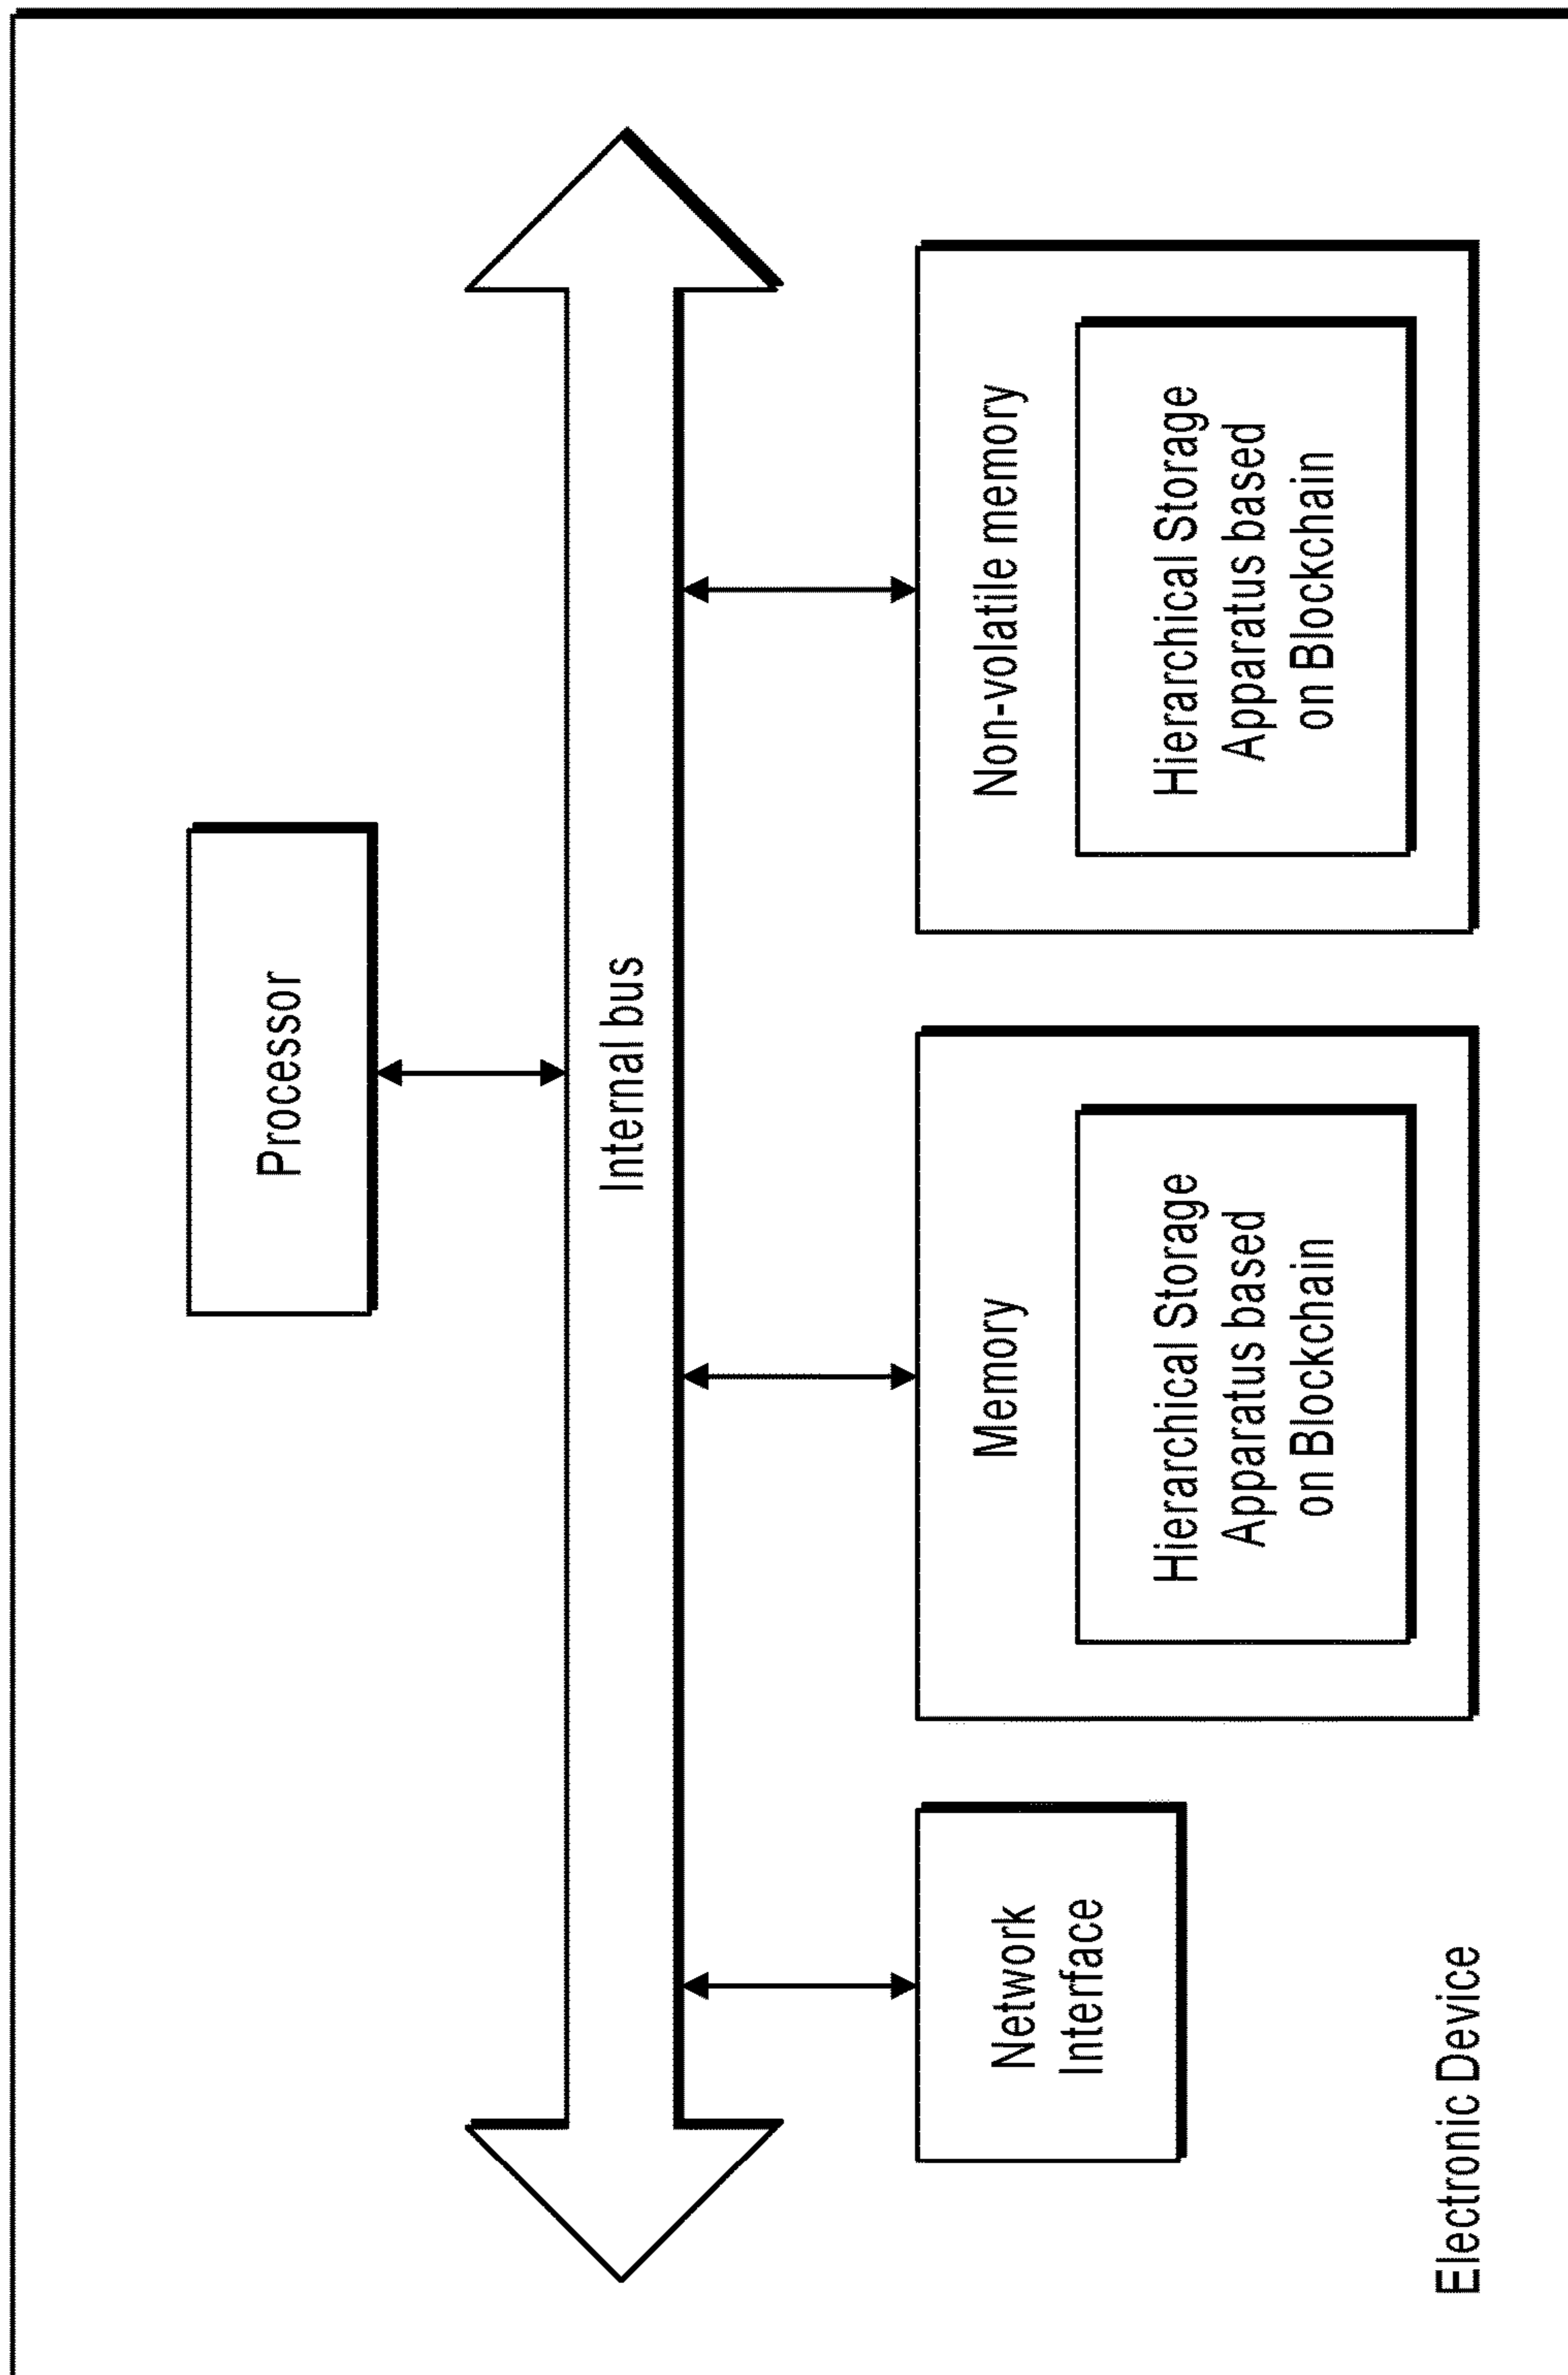 Processor
Internal bus
Network
Interface
Memory
Hierarchical Storage
Apparatus based
on Blockchain
Non-volatile memory
Hierarchical Storage
Apparatus based
on Blockchain
Electronic Device